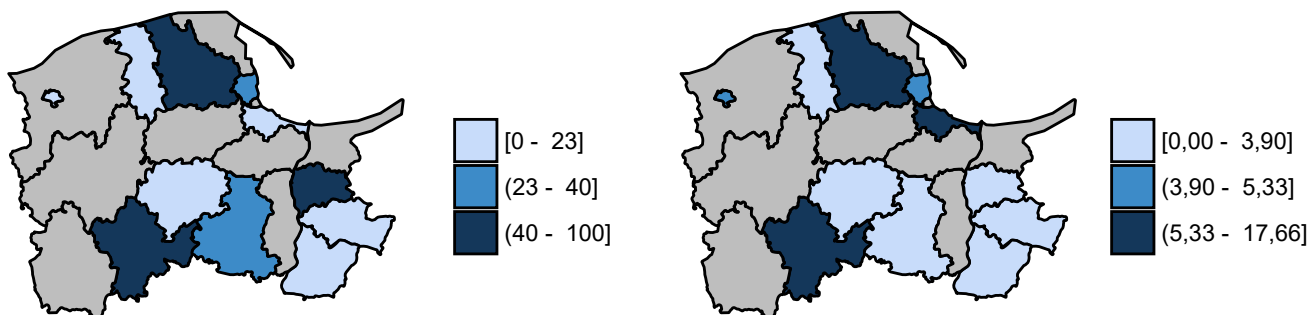 [0 - 23]
(23 - 40]
(40 - 100]
[0,00 - 3,90]
(3,90 - 5,33]
(5,33 - 17,66]